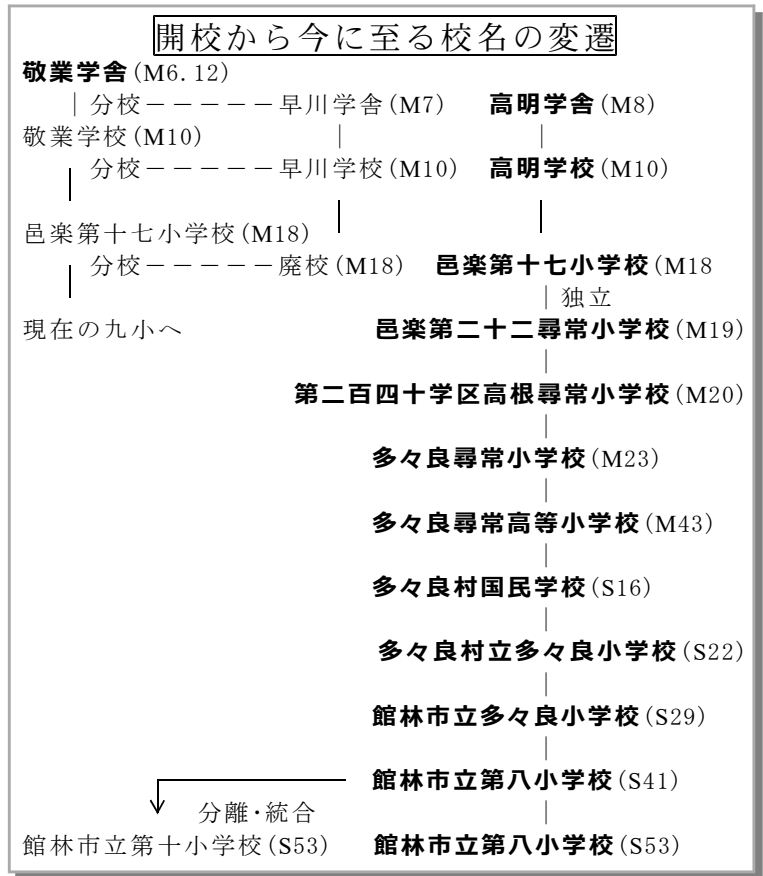 開校から今に至る校名の変遷
敬業学舎(M6.12)
｜分校－－－－－早川学舎(M7) 高明学舎(M8)
敬業学校(M10) ｜ ｜
分校－－－－－早川学校(M10) 高明学校(M10)
邑楽第十七小学校(M18)
分校－－－－－廃校(M18) 邑楽第十七小学校(M18
｜独立
現在の九小へ 邑楽第二十二尋常小学校(M19)
｜
第二百四十学区高根尋常小学校(M20)
｜
多々良尋常小学校(M23)
｜
多々良尋常高等小学校(M43)
｜
多々良村国民学校(S16)
｜
多々良村立多々良小学校(S22)
｜
館林市立多々良小学校(S29)
｜
館林市立第八小学校(S41)
分離･統合 ｜
館林市立第十小学校(S53) 館林市立第八小学校(S53)